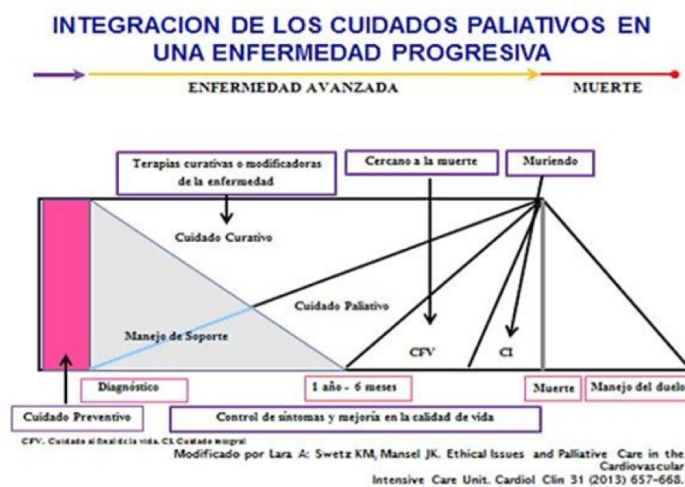 INTEGRACION DE LOS CUIDADOS PALIATIVOS EN
UNA ENFERMEDAD PROGRESIVA
ENFERMEDAD AVANZADA
MUERTE
Terapias curativas o modificadoras
de la enfermedad
Cercano a la muerte
Muriendo
Cuidado Curativo
Cuidado Paliativo
Manejo de Soporte
CFV
CI
Diagnóstico
1 año - 6 meses
Muerte
Manejo del duelo
Cuidado Preventivo
Control de síntomas y mejoria en la calidad de vida
CFV. Cuidado al final de la vida. CI. Cuidado integral
Modificado por Lara A: Swetz KM, Mansel JK. Ethical Issues and Palliative Care in the
Cardiovascular
Intensive Care Unit. Cardiol Clin 31 (2013) 657-668.